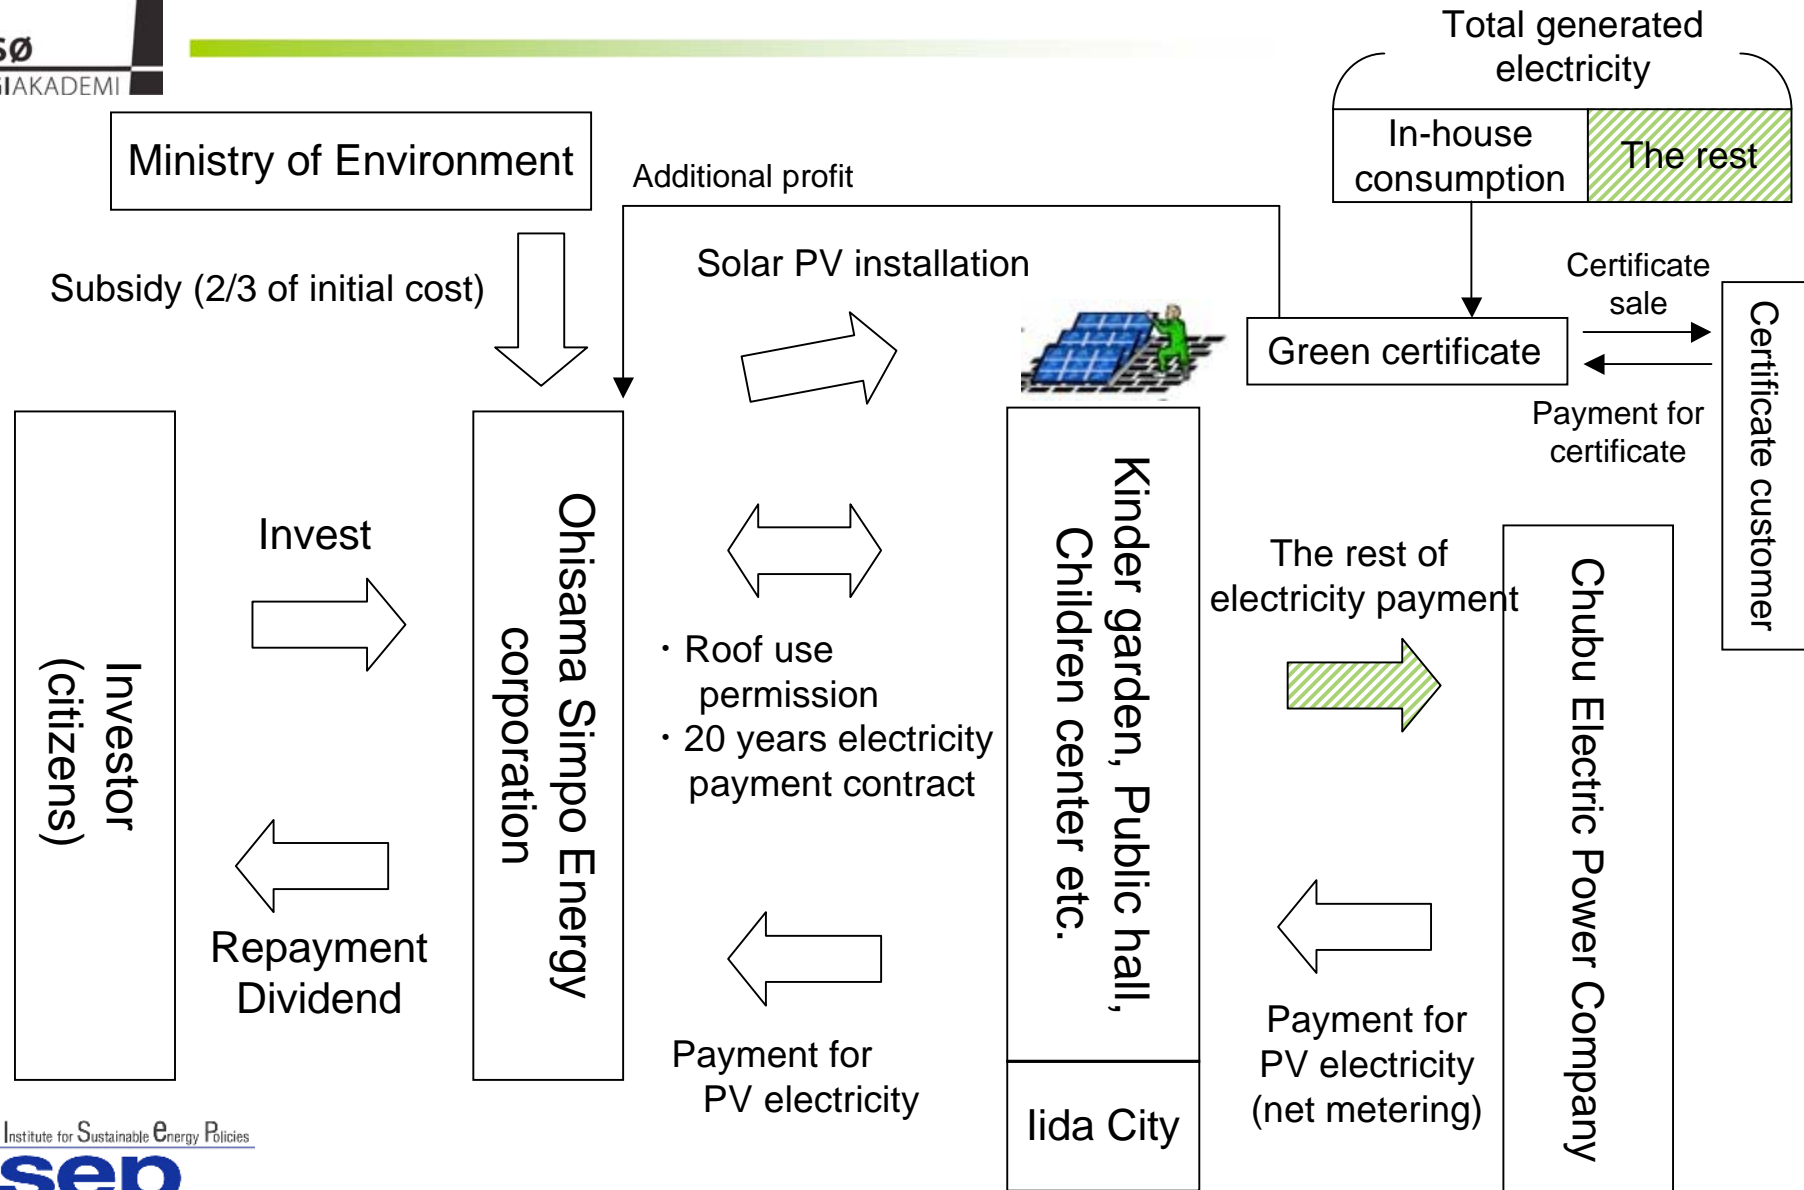 SØ
GIAKADEMI
Total generated
electricity
In-house
consumption
The rest
Ministry of Environment
Additional profit
Subsidy (2/3 of initial cost)
Solar PV installation
Certificate
sale
Green certificate
Payment for
certificate
Certificate customer
Investor
(citizens)
Invest
Repayment
Dividend
Ohisama Simpo Energy
corporation
・Roof use
permission
・20 years electricity
payment contract
Payment for
PV electricity
Kinder garden, Public hall,
Children center etc.
Iida City
The rest of
electricity payment
Payment for
PV electricity
(net metering)
Chubu Electric Power Company
Institute for Sustainable Energy Policies
sep